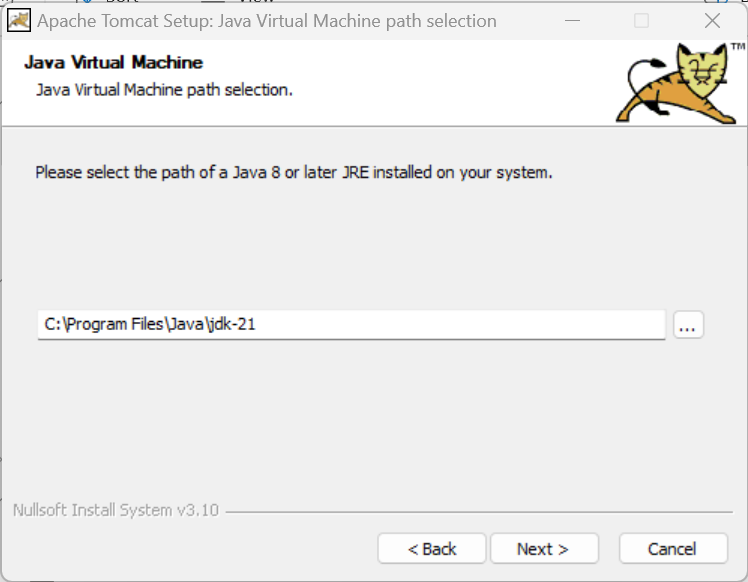 Apache Tomcat Setup: Java Virtual Machine path selection
Java Virtual Machine
Java Virtual Machine path selection.
TM
Please select the path of a Java 8 or later JRE installed on your system.
C:\Program Files\Java\jdk-21
...
Nullsoft Install System v3.10
< Back
Next >
Cancel